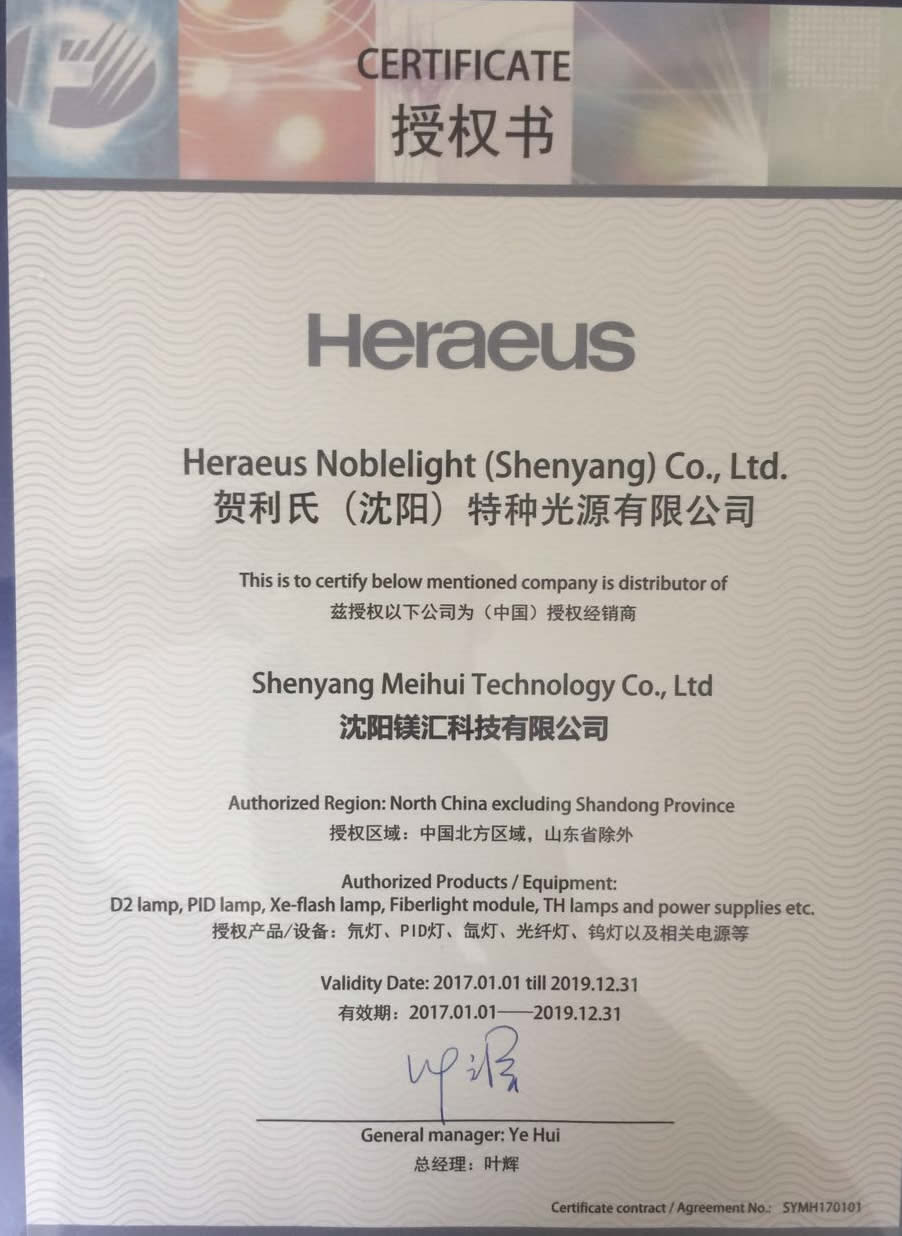 CERTIFICATE
授权书
Heraeus
Heraeus Noblelight (Shenyang) Co., Ltd.
贺利氏（沈阳）特种光源有限公司
This is to certify below mentioned company is distributor of
兹授权以下公司为（中国）授权经销商
Shenyang Meihui Technology Co., Ltd
沈阳镁汇科技有限公司
Authorized Region: North China excluding Shandong Province
授权区域：中国北方区域，山东省除外
Authorized Products / Equipment:
D2 lamp, PID lamp, Xe-flash lamp, Fiberlight module, TH lamps and power supplies etc.
授权产品/设备：氘灯、PID灯、氙灯、光纤灯、钨灯以及相关电源等
Validity Date: 2017.01.01 till 2019.12.31
有效期：2017.01.01——2019.12.31
General manager: Ye Hui
总经理：叶辉
Certificate contract / Agreement No.: SYMH170101